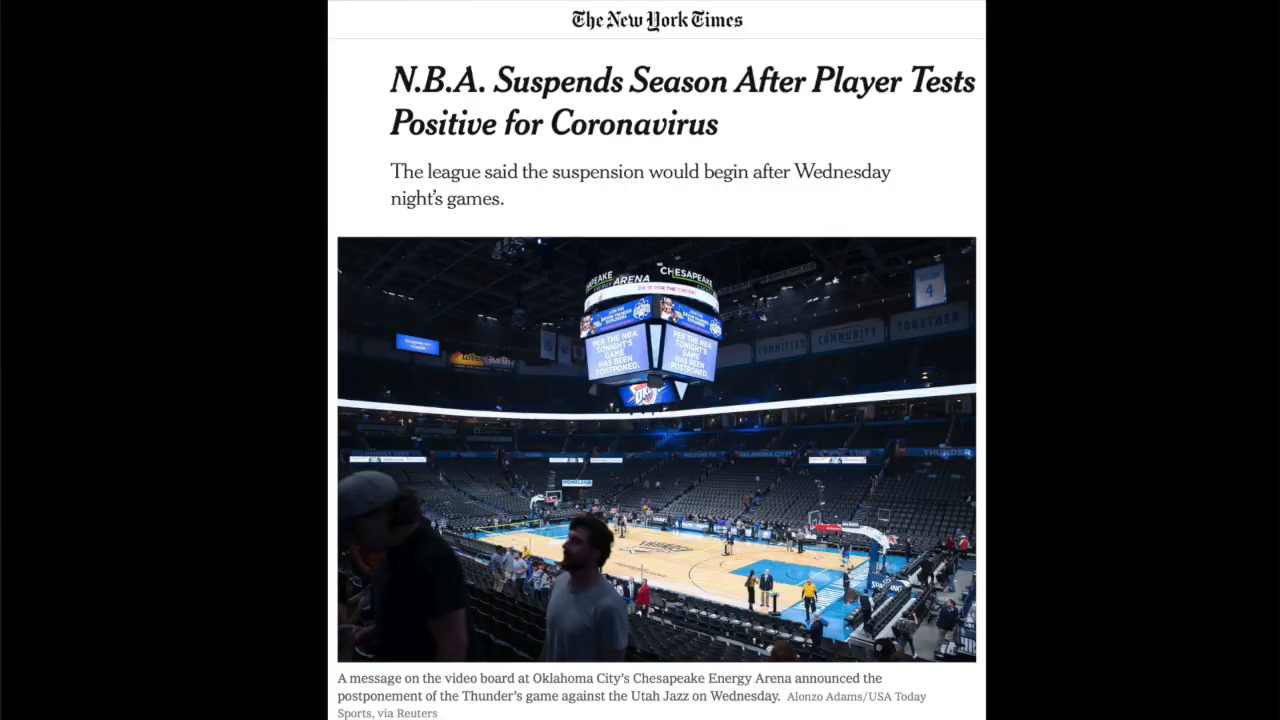 The New York Times
N.B.A. Suspends Season After Player Tests
Positive for Coronavirus
The league said the suspension would begin after Wednesday
night's games.
CHESAPEAKE
ARENA
PER THE NBA
TONIGHT'S
GAME
HAS BEEN
POSTPONED.
PER THE NBA
TONIGHT'S
GAME
HAS BEEN
POSTPONED.
4
COMMITTED
COMMUNITY
TOGETHER
OKC
THUNDER
HOMELAND
A message on the video board at Oklahoma City's Chesapeake Energy Arena announced the
postponement of the Thunder's game against the Utah Jazz on Wednesday. Alonzo Adams/USA Today
Sports, via Reuters